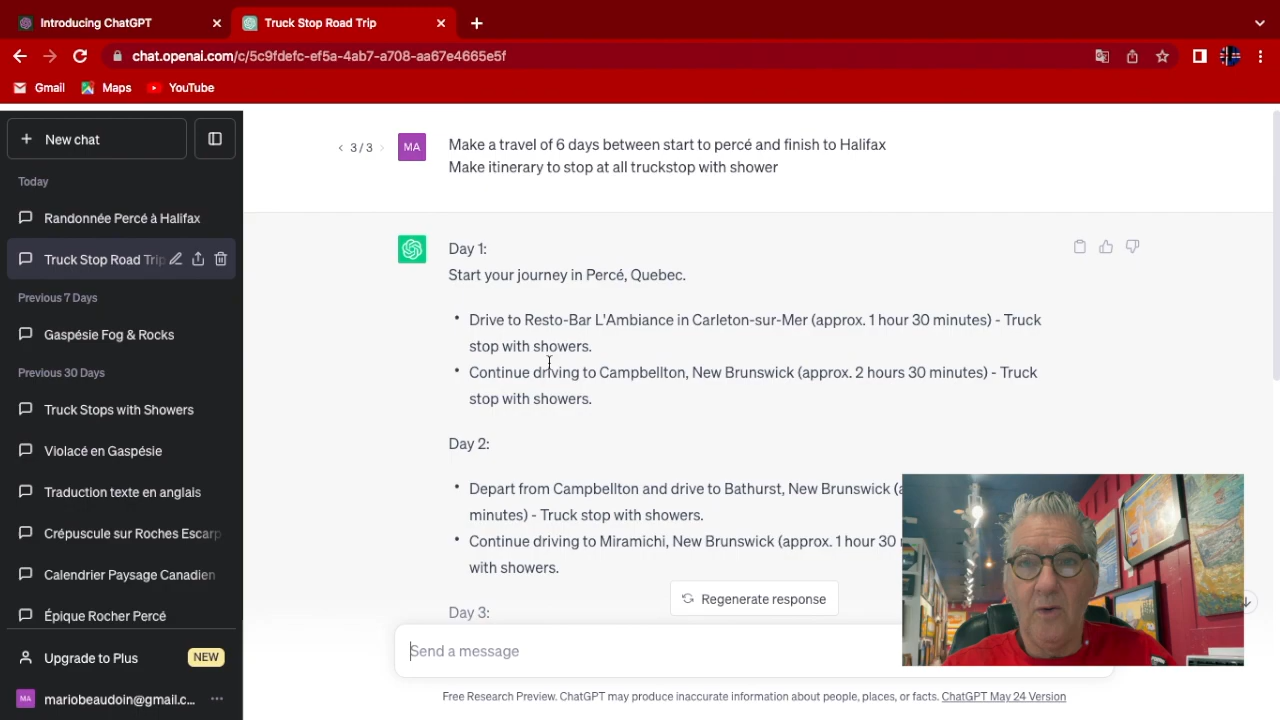 Introducing ChatGPT
Truck Stop Road Trip
chat.openai.com/c/5c9fdefc-ef5a-4ab7-a708-aa67e4665e5f
Gmail
Maps
YouTube
New chat
Today
Randonnée Percé à Halifax
Truck Stop Road Trip
Previous 7 Days
Gaspésie Fog & Rocks
Previous 30 Days
Truck Stops with Showers
Violacé en Gaspésie
Traduction texte en anglais
Crépuscule sur Roches Escarp
Calendrier Paysage Canadien
Épique Rocher Percé
Upgrade to Plus
NEW
MA
mariobeaudoin@gmail.c...
< 3 / 3 >
MA
Make a travel of 6 days between start to percé and finish to Halifax
Make itinerary to stop at all truckstop with shower
Day 1:
Start your journey in Percé, Quebec.
• Drive to Resto-Bar L'Ambiance in Carleton-sur-Mer (approx. 1 hour 30 minutes) - Truck
stop with showers.
• Continue driving to Campbellton, New Brunswick (approx. 2 hours 30 minutes) - Truck
stop with showers.
Day 2:
• Depart from Campbellton and drive to Bathurst, New Brunswick (
minutes) - Truck stop with showers.
• Continue driving to Miramichi, New Brunswick (approx. 1 hour 30
with showers.
Day 3:
Regenerate response
Send a message
Free Research Preview. ChatGPT may produce inaccurate information about people, places, or facts. ChatGPT May 24 Version